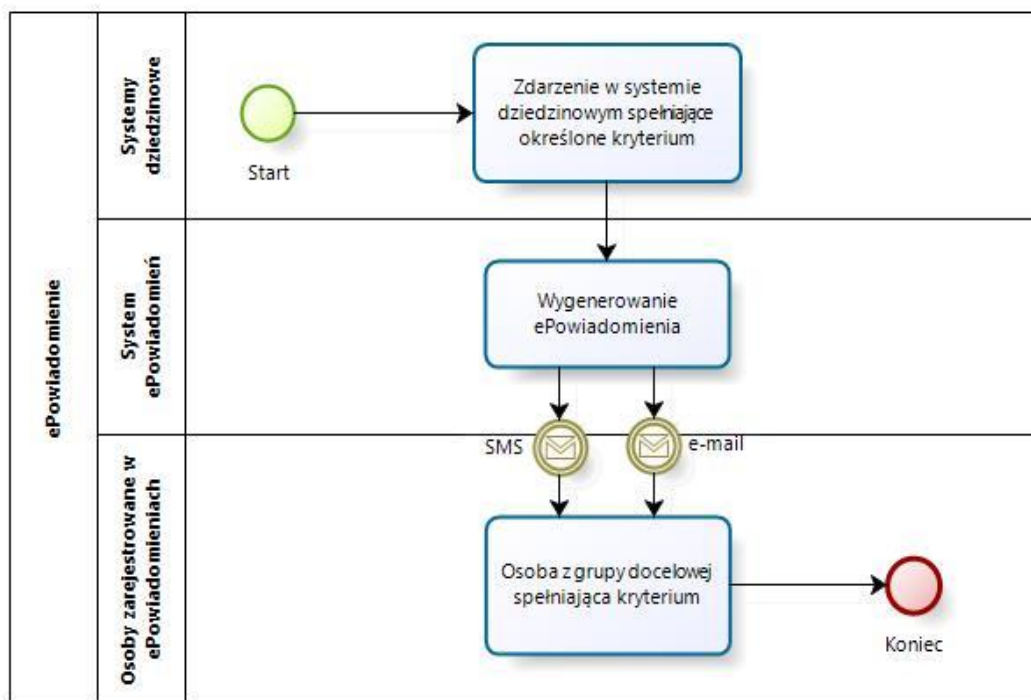 ePowiadomienie
Systemy
dziedzinowe
Start
Zdarzenie w systemie
dziedzinowym spełniające
określone kryterium
System
ePowiadomień
Wygenerowanie
ePowiadomienia
SMS
e-mail
Osoby zarejestrowane w
ePowiadomieniach
Osoba z grupy docelowej
spełniająca kryterium
Koniec